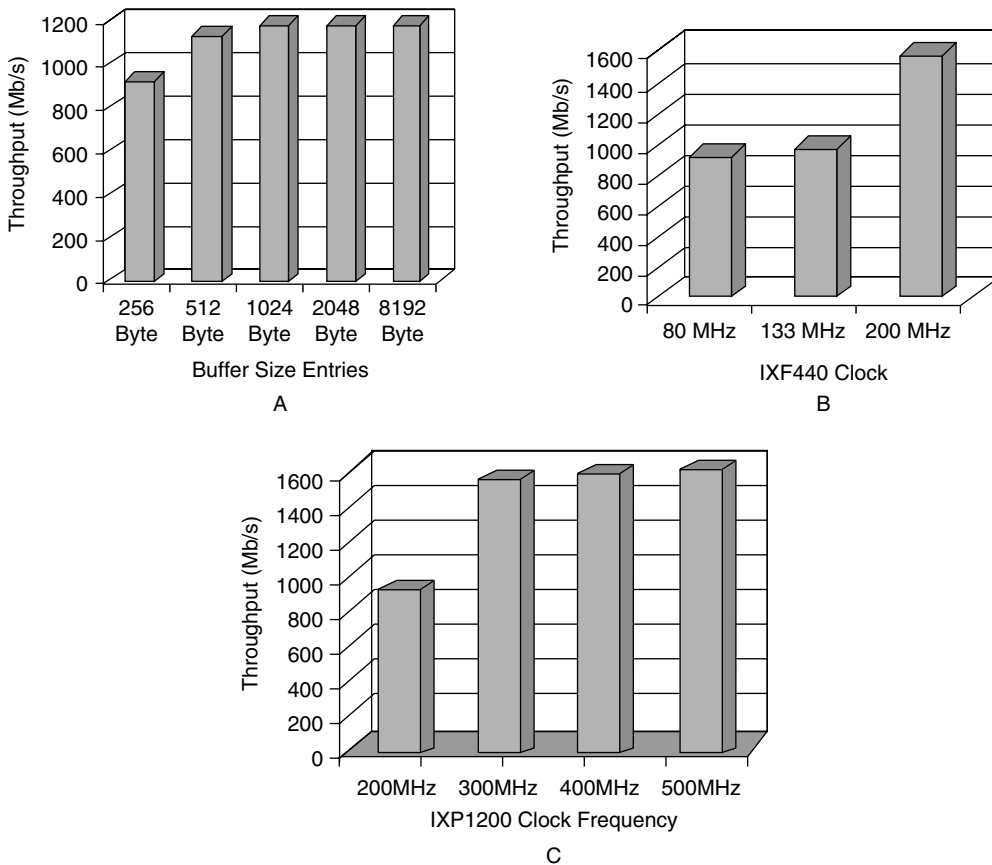 Throughput (Mb/s)
1200
1000
800
600
400
200
0
256 Byte
512 Byte
1024 Byte
2048 Byte
8192 Byte
Buffer Size Entries
A
Throughput (Mb/s)
1600
1400
1200
1000
800
600
400
200
0
80 MHz
133 MHz
200 MHz
IXF440 Clock
B
Throughput (Mb/s)
1600
1400
1200
1000
800
600
400
200
0
200MHz
300MHz
400MHz
500MHz
IXP1200 Clock Frequency
C